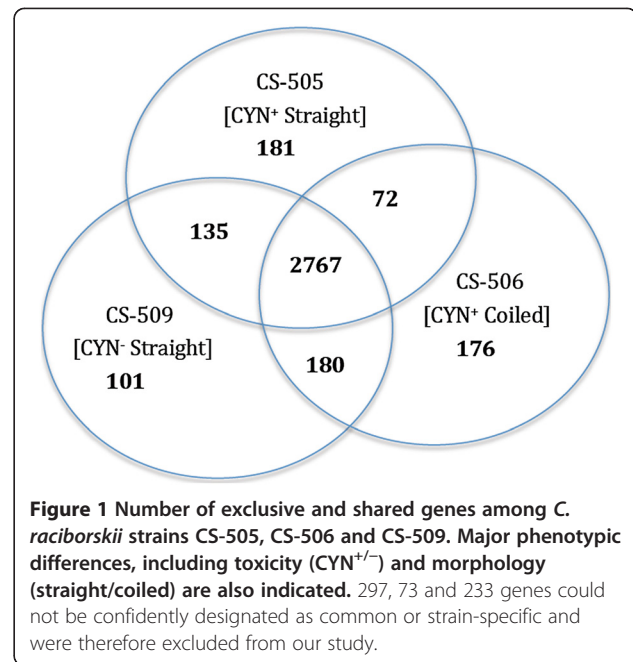 CS-505
[CYN⁺ Straight]
181
72
135
2767
CS-506
[CYN⁺ Coiled]
176
CS-509
[CYN⁻ Straight]
101
180
Figure 1 Number of exclusive and shared genes among C.
raciborskii strains CS-505, CS-506 and CS-509. Major phenotypic
differences, including toxicity (CYN⁺/⁻) and morphology
(straight/coiled) are also indicated. 297, 73 and 233 genes could
not be confidently designated as common or strain-specific and
were therefore excluded from our study.